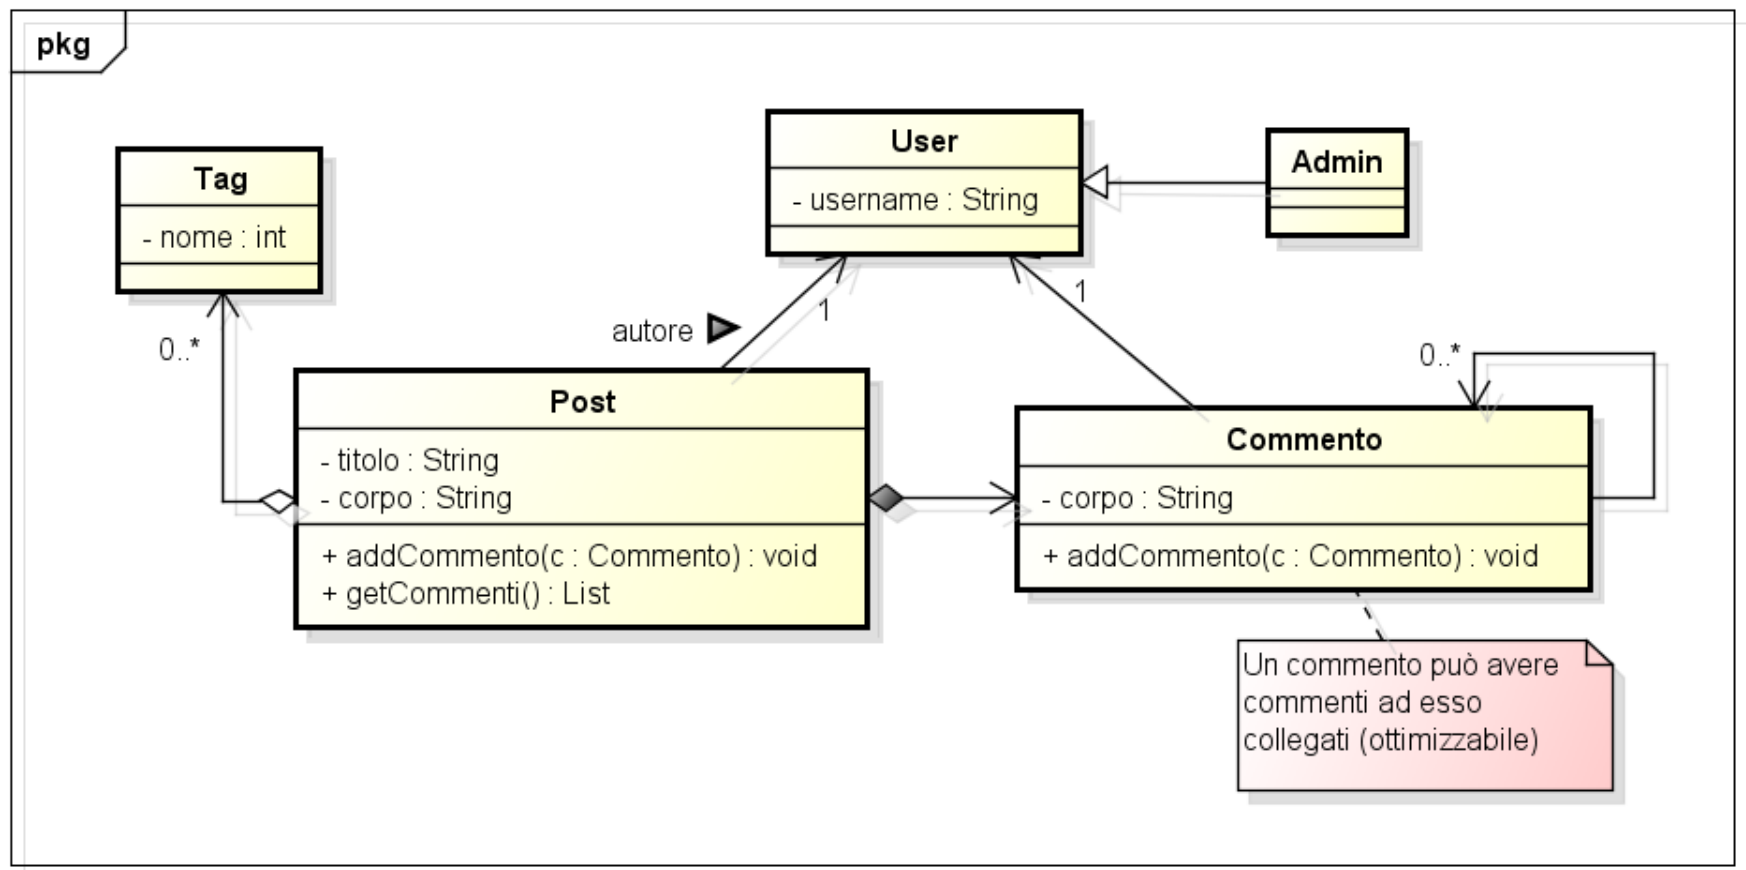 pkg
Tag
- nome : int
0..*
User
- username : String
Admin
autore
1
1
Post
- titolo : String
- corpo : String
+ addCommento(c : Commento) : void
+ getCommenti() : List
0..*
Commento
- corpo : String
+ addCommento(c : Commento) : void
Un commento può avere
commenti ad esso
collegati (ottimizzabile)